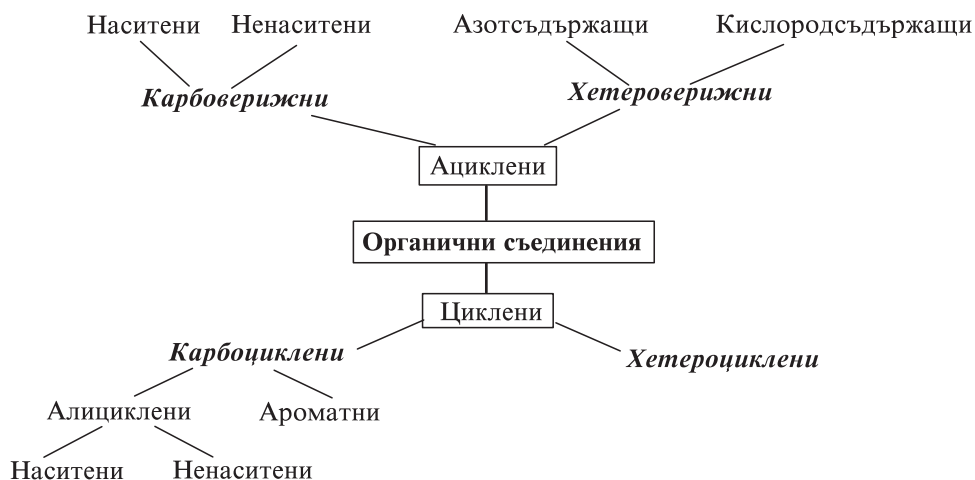 Наситени Ненаситени Азотсъдържащи Кислородсъдържащи
Карбоверижни Хетероверижни
Ациклени
Органични съединения
Циклени
Карбоциклени Хетероциклени
Алициклени Ароматни
Наситени Ненаситени